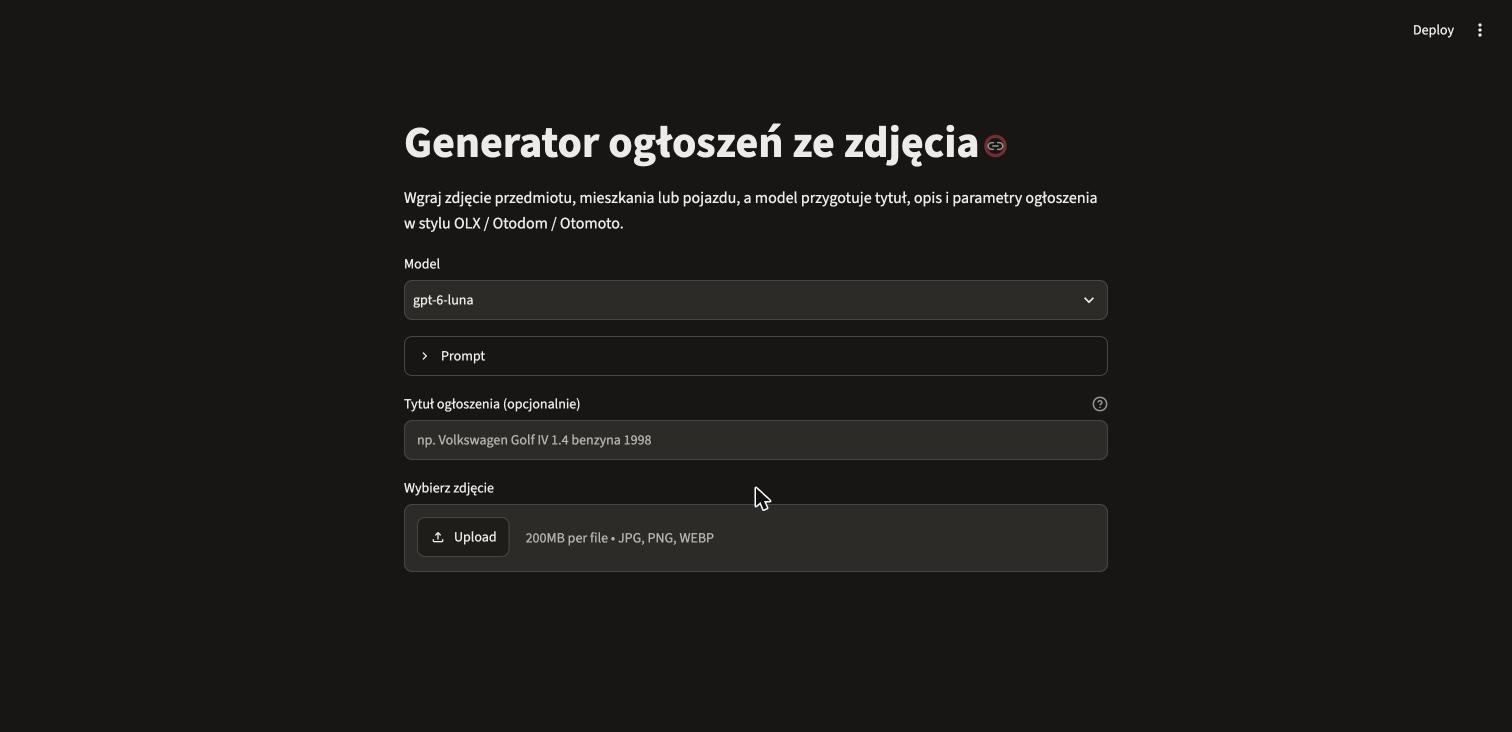 Deploy
Generator ogłoszeń ze zdjęcia
Wgraj zdjęcie przedmiotu, mieszkania lub pojazdu, a model przygotuje tytuł, opis i parametry ogłoszenia
w stylu OLX / Otodom / Otomoto.
Model
gpt-6-luna
Prompt
Tytuł ogłoszenia (opcjonalnie)
np. Volkswagen Golf IV 1.4 benzyna 1998
Wybierz zdjęcie
Upload 200MB per file • JPG, PNG, WEBP